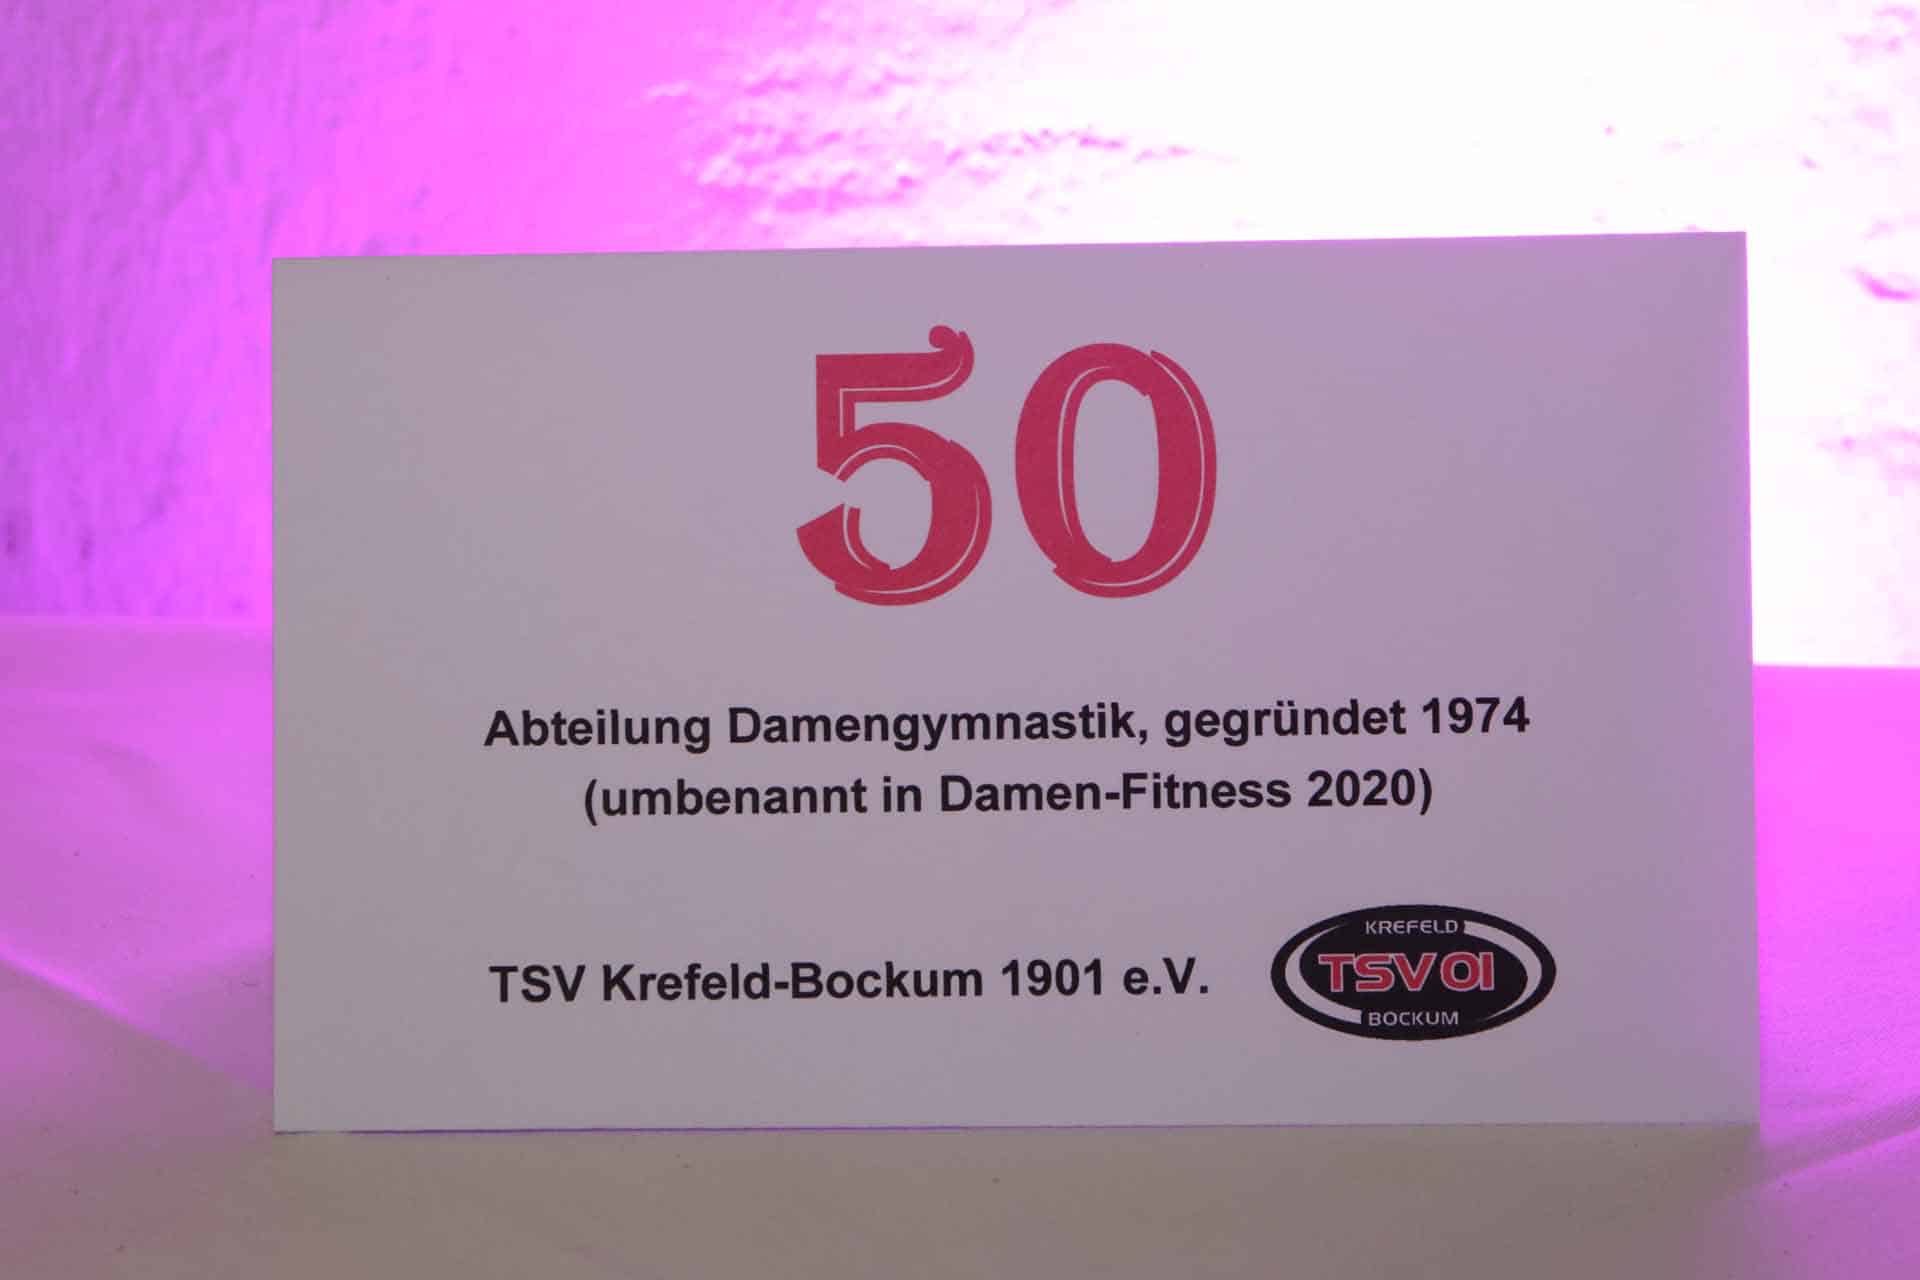 50
Abteilung Damengymnastik, gegründet 1974
(umbenannt in Damen-Fitness 2020)
TSV Krefeld-Bockum 1901 e.V.
KREFELD
TSV 01
BOCKUM